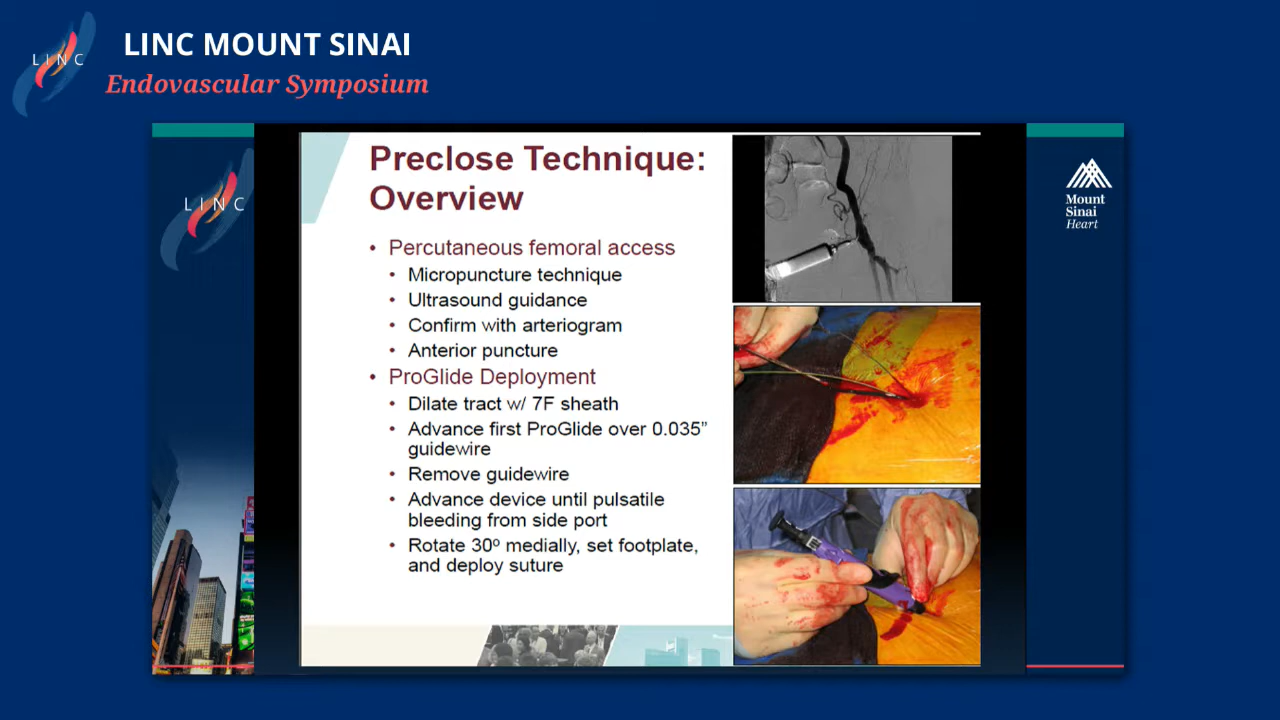 LINC
LINC MOUNT SINAI
Endovascular Symposium
LINC
Mount
Sinai
Heart
Preclose Technique:
Overview
• Percutaneous femoral access
• Micropuncture technique
• Ultrasound guidance
• Confirm with arteriogram
• Anterior puncture
• ProGlide Deployment
• Dilate tract w/ 7F sheath
• Advance first ProGlide over 0.035”
guidewire
• Remove guidewire
• Advance device until pulsatile
bleeding from side port
• Rotate 30º medially, set footplate,
and deploy suture